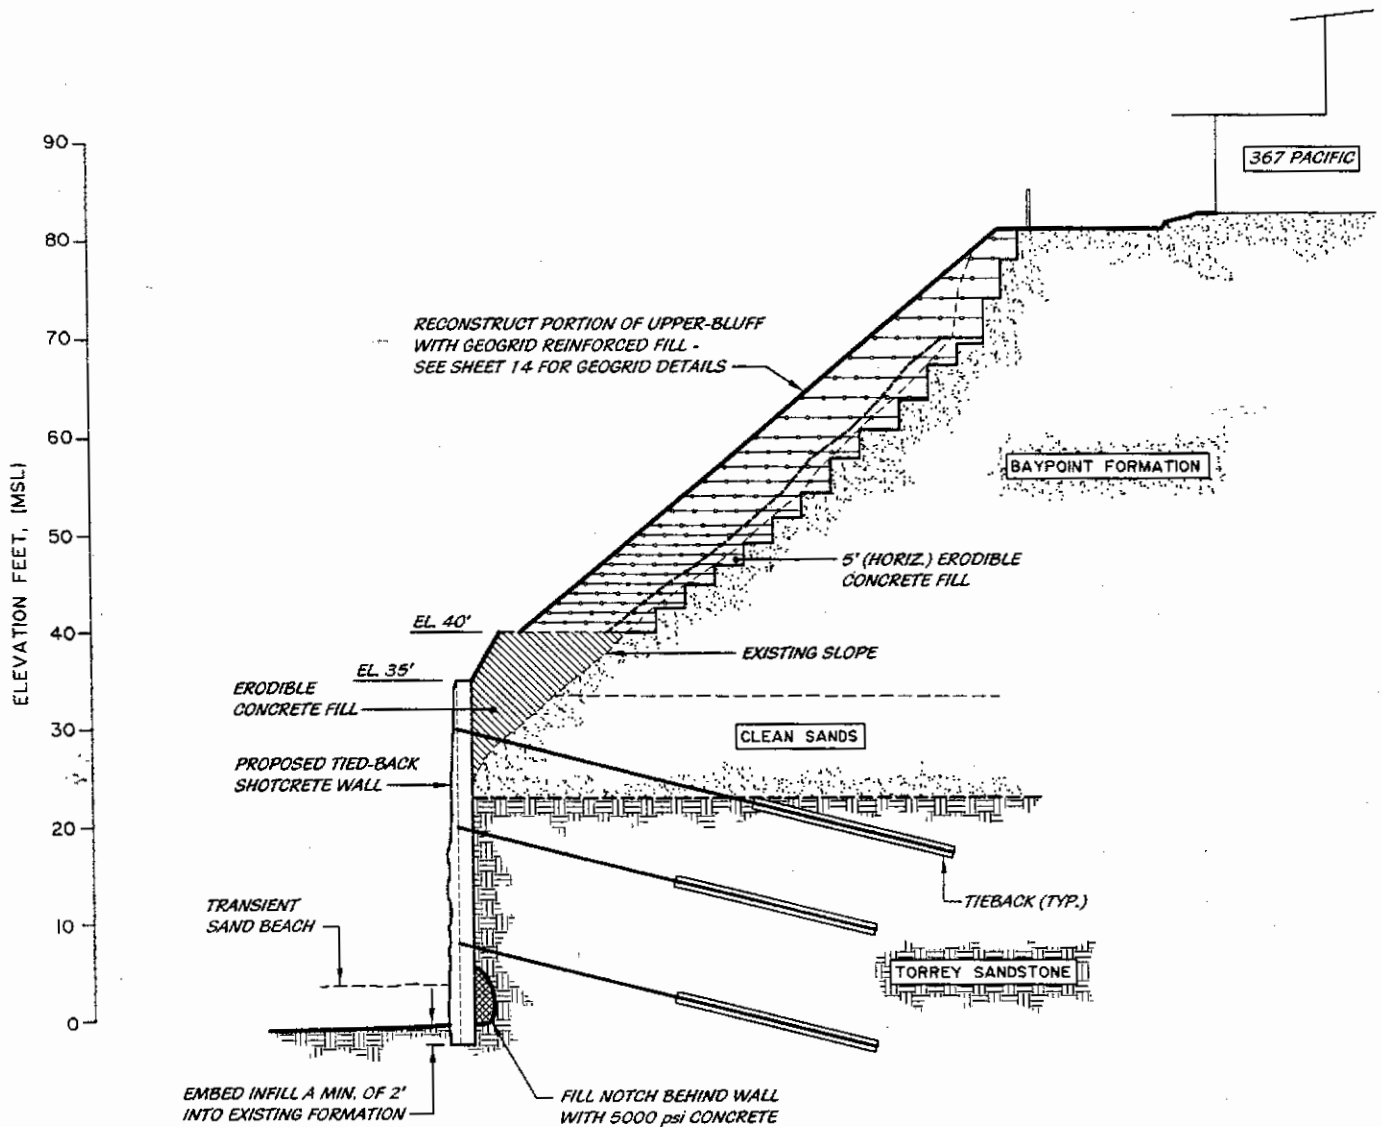 90
80
70
60
50
40
30
20
10
0
ELEVATION FEET, (MSL)
367 PACIFIC
RECONSTRUCT PORTION OF UPPER-BLUFF
WITH GEOGRID REINFORCED FILL -
SEE SHEET 14 FOR GEOGRID DETAILS
BAYPOINT FORMATION
5' (HORIZ.) ERODIBLE
CONCRETE FILL
EL. 40'
EXISTING SLOPE
EL. 35'
ERODIBLE
CONCRETE FILL
CLEAN SANDS
PROPOSED TIED-BACK
SHOTCRETE WALL
TIEBACK (TYP.)
TRANSIENT
SAND BEACH
TORREY SANDSTONE
EMBED INFILL A MIN. OF 2'
INTO EXISTING FORMATION
FILL NOTCH BEHIND WALL
WITH 5000 psi CONCRETE